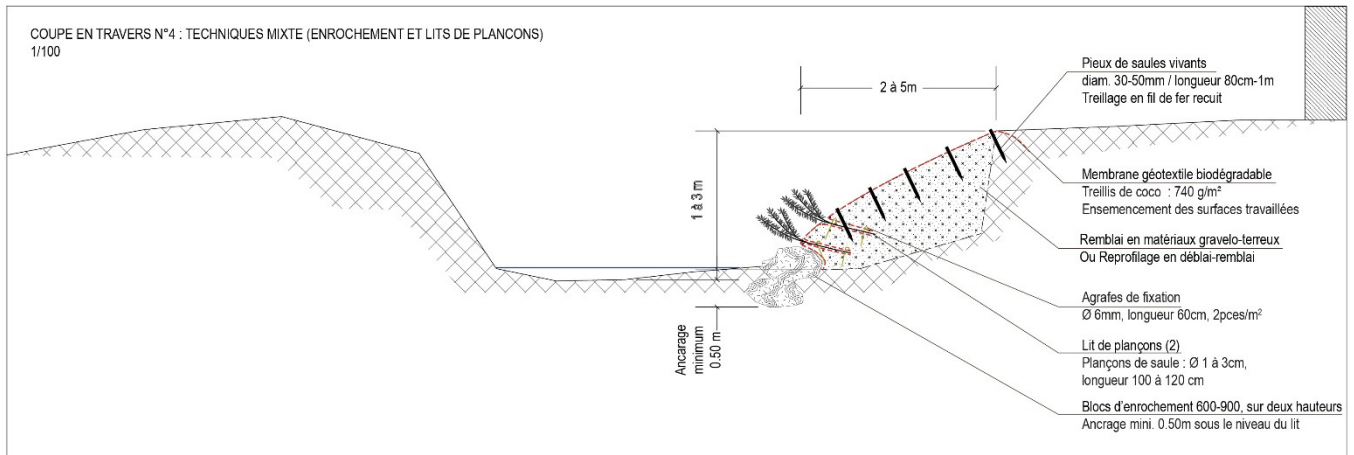 COUPE EN TRAVERS N°4 : TECHNIQUES MIXTE (ENROCHEMENT ET LITS DE PLANCONS)
1/100
2 à 5m
1 à 3 m
Ancarage
minimum
0.50 m
Pieux de saules vivants
diam. 30-50mm / longueur 80cm-1m
Treillage en fil de fer recuit
Membrane géotextile biodégradable
Treillis de coco : 740 g/m²
Ensemencement des surfaces travaillées
Remblai en matériaux gravelo-terreux
Ou Reprofilage en déblai-remblai
Agrafes de fixation
Ø 6mm, longueur 60cm, 2pces/m²
Lit de plançons (2)
Plançons de saule : Ø 1 à 3cm,
longueur 100 à 120 cm
Blocs d'enrochement 600-900, sur deux hauteurs
Ancrage mini. 0.50m sous le niveau du lit